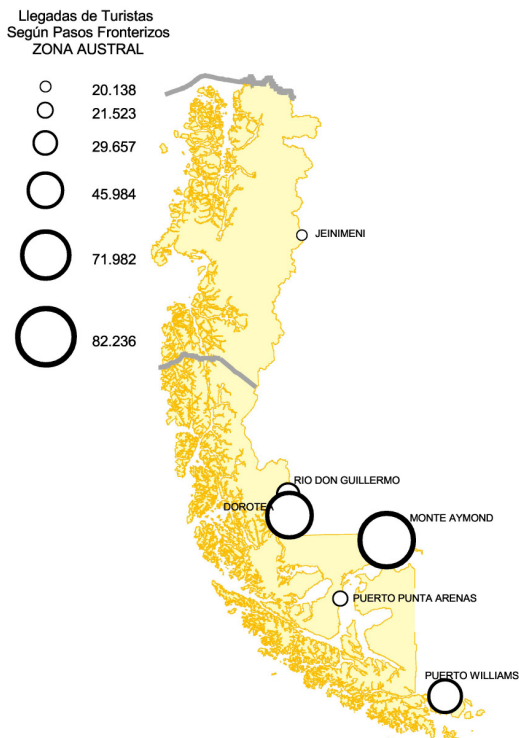 Llegadas de Turistas
Según Pasos Fronterizos
ZONA AUSTRAL
20.138
21.523
29.657
45.984
71.982
82.236
JEINIMENI
RIO DON GUILLERMO
DOROTEA
MONTE AYMOND
PUERTO PUNTA ARENAS
PUERTO WILLIAMS